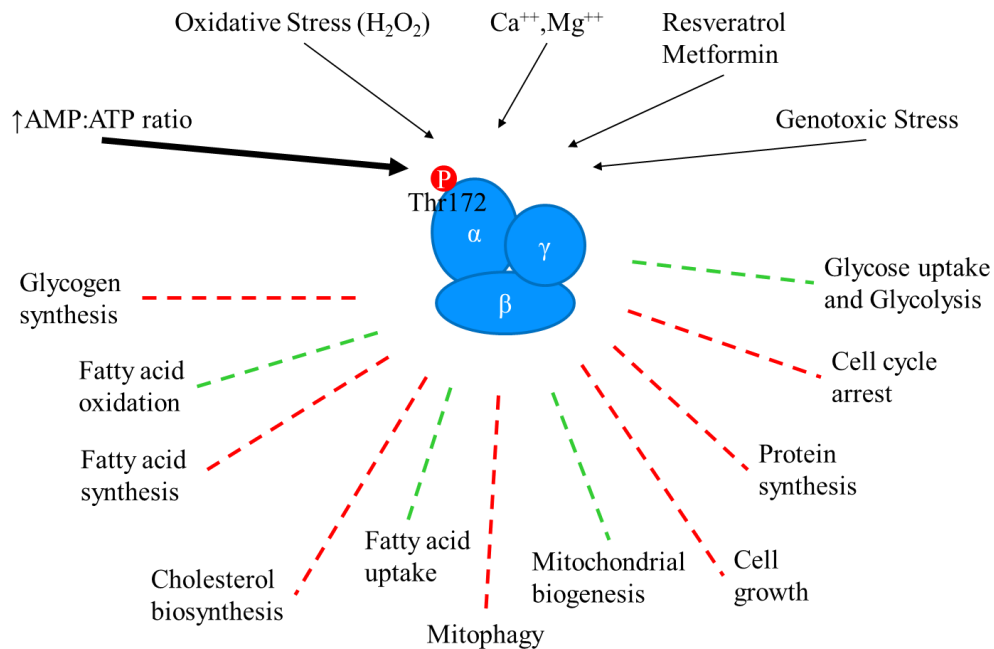 Oxidative Stress (H₂O₂)
Ca⁺⁺,Mg⁺⁺
Resveratrol
Metformin
↑AMP:ATP ratio
Genotoxic Stress
P
Thr172
α
γ
β
Glycogen
synthesis
Glycose uptake
and Glycolysis
Fatty acid
oxidation
Cell cycle
arrest
Fatty acid
synthesis
Protein
synthesis
Fatty acid
uptake
Mitochondrial
biogenesis
Cell
growth
Cholesterol
biosynthesis
Mitophagy